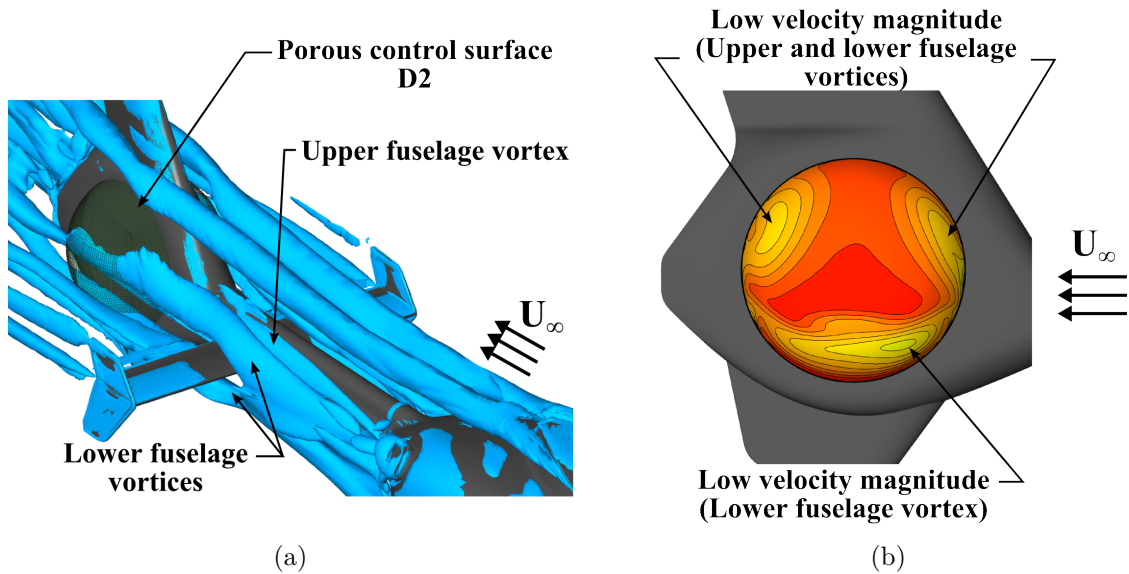 Porous control surface
D2
Upper fuselage vortex
U∞
Lower fuselage
vortices
(a)
Low velocity magnitude
(Upper and lower fuselage
vortices)
U∞
Low velocity magnitude
(Lower fuselage vortex)
(b)